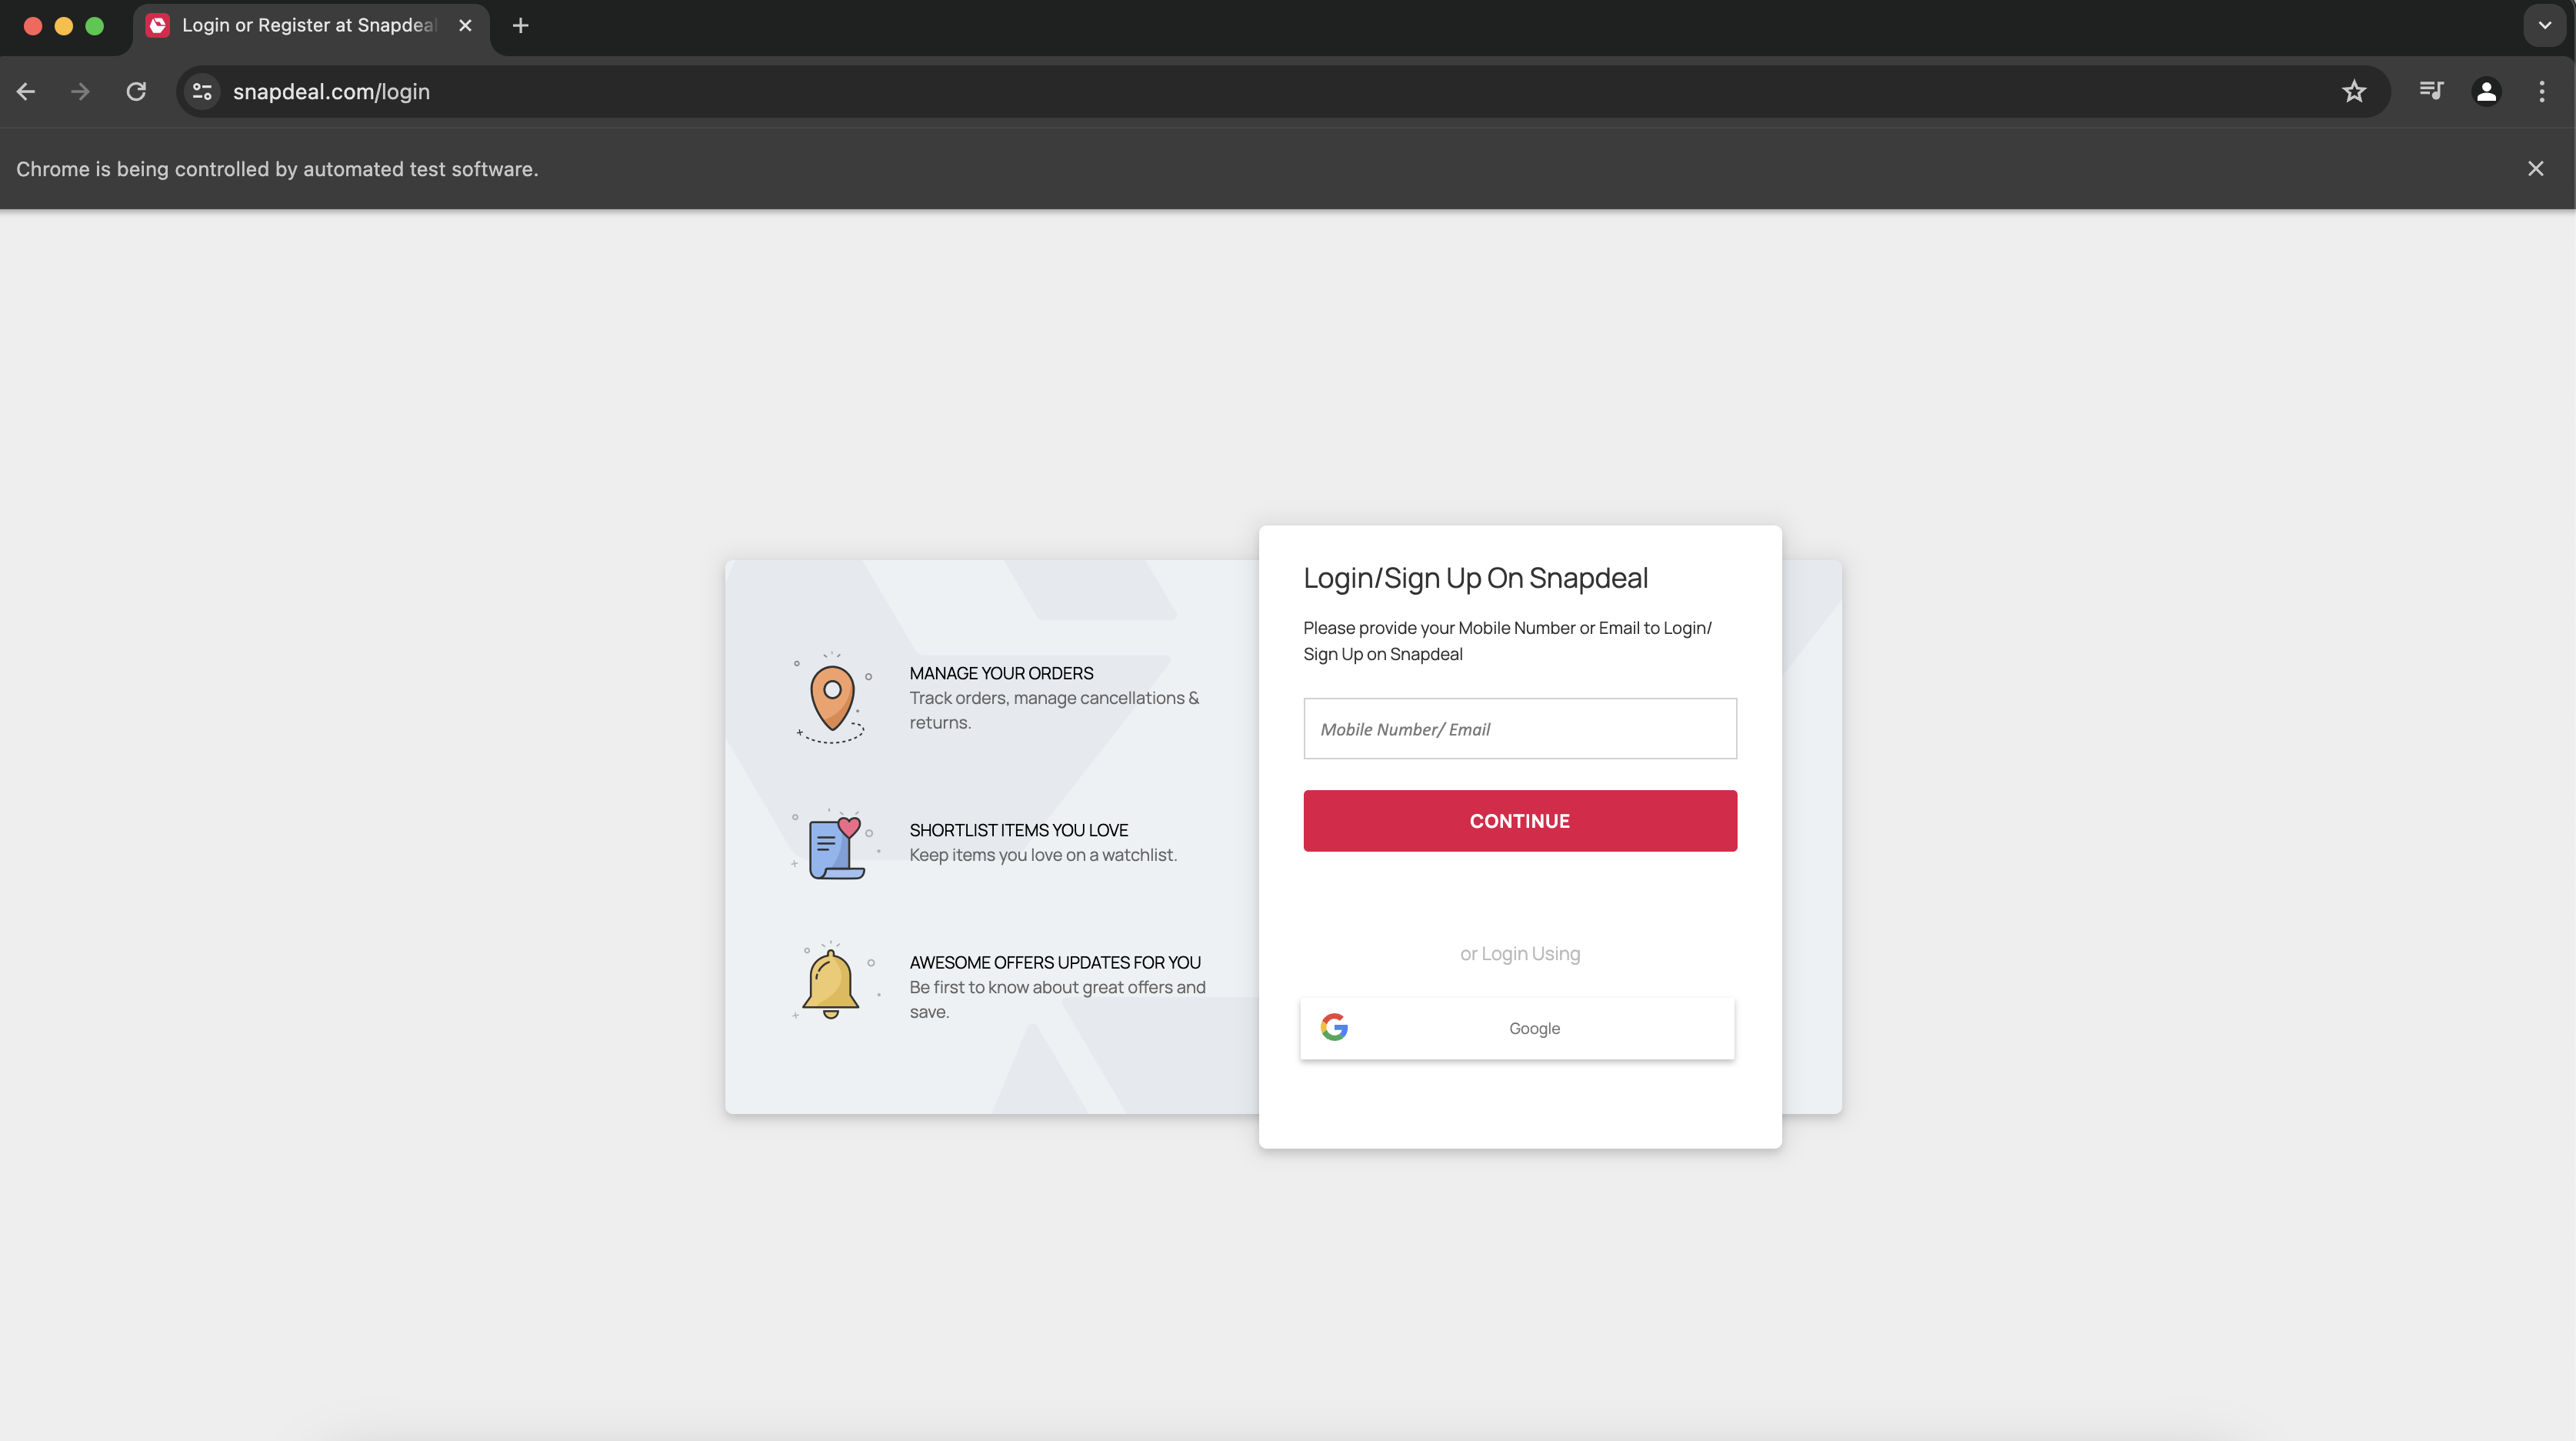 Login or Register at Snapdeal
snapdeal.com/login
Chrome is being controlled by automated test software.
Login/Sign Up On Snapdeal
Please provide your Mobile Number or Email to Login/
Sign Up on Snapdeal
Mobile Number/ Email
CONTINUE
or Login Using
Google
MANAGE YOUR ORDERS
Track orders, manage cancellations &
returns.
SHORTLIST ITEMS YOU LOVE
Keep items you love on a watchlist.
AWESOME OFFERS UPDATES FOR YOU
Be first to know about great offers and
save.